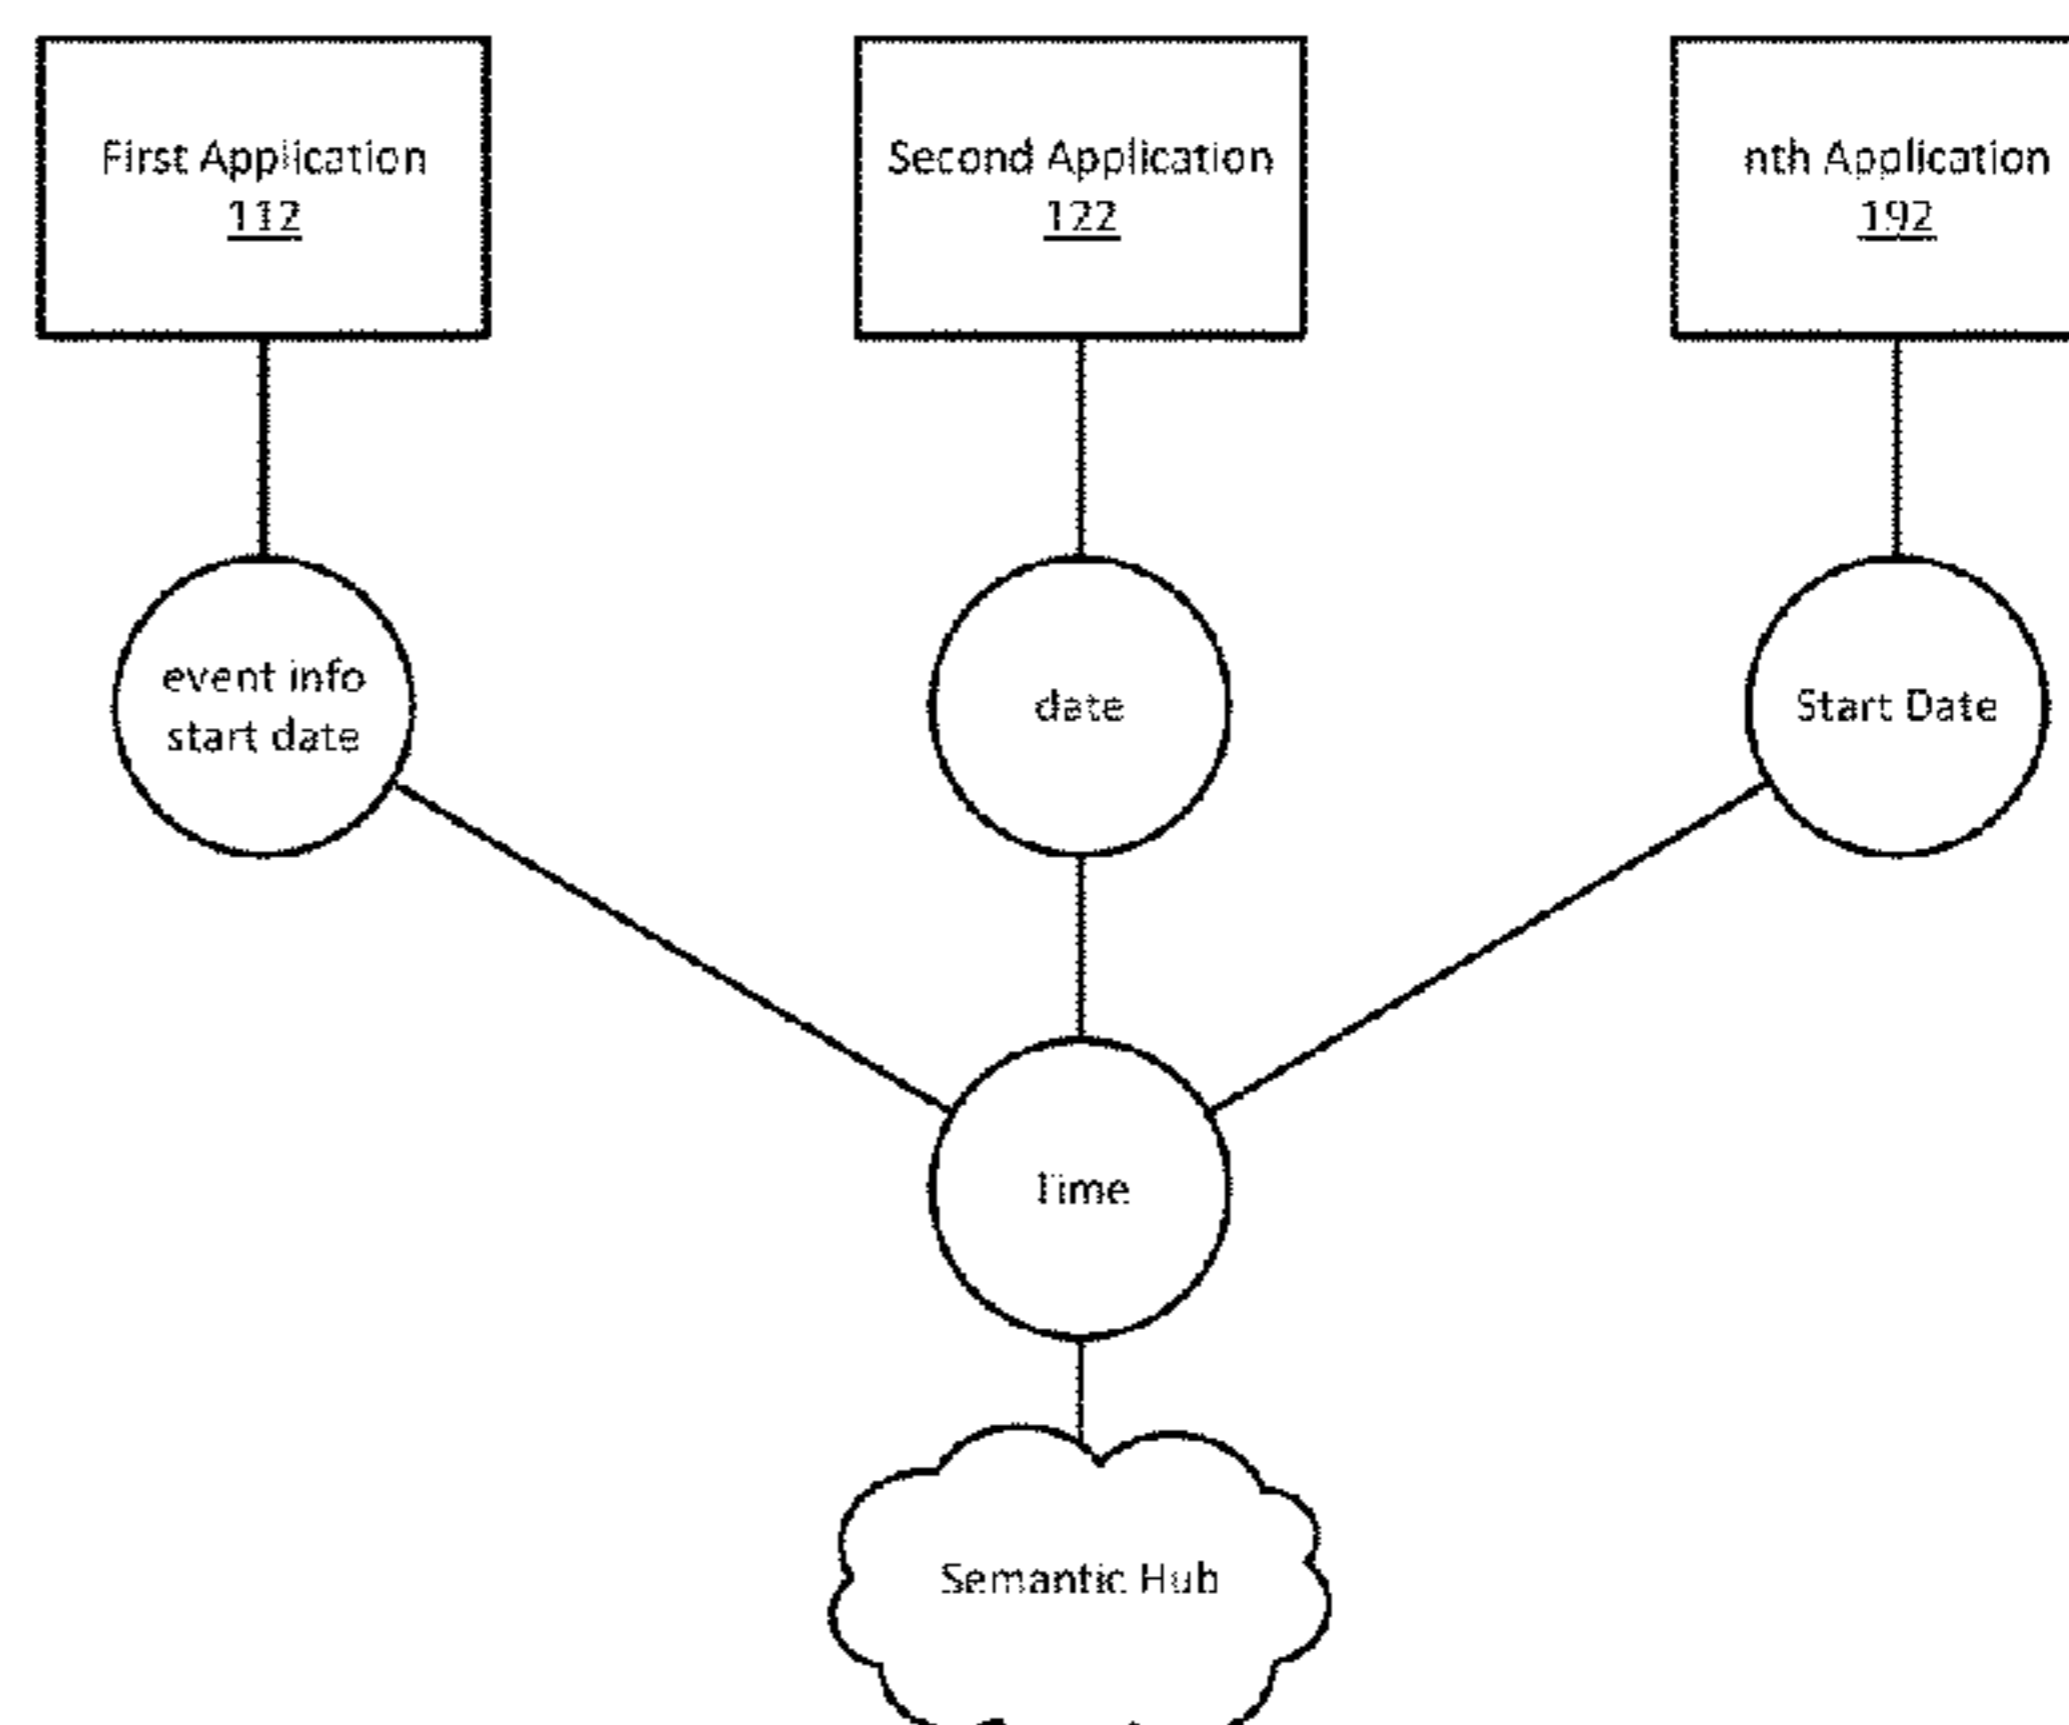 First Application
112
Second Application
122
nth Application
192
event info
start date
date
Start Date
Time
Semantic Hub